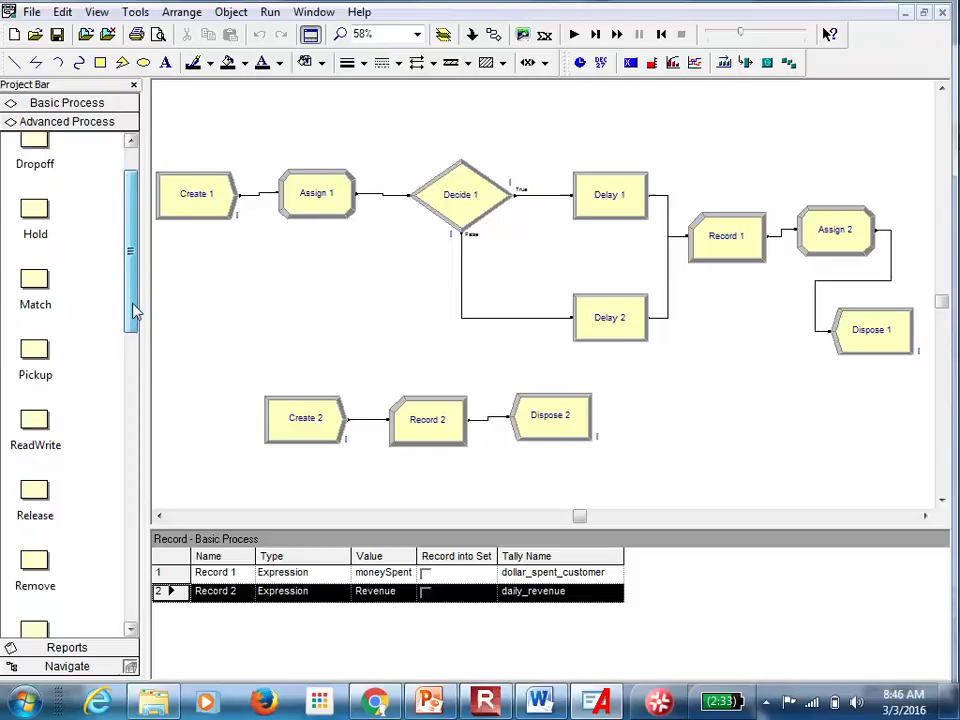 File Edit View Tools Arrange Object Run Window Help
58%
A DEC 27
Project Bar
Basic Process
Advanced Process
Dropoff
Hold
Match
Pickup
ReadWrite
Release
Remove
Reports
Navigate
Create 1
Assign 1
Decide 1
True
False
Delay 1
Delay 2
Record 1
Assign 2
Dispose 1
Create 2
Record 2
Dispose 2
Record - Basic Process
Name Type Value Record into Set Tally Name
1 Record 1 Expression moneySpent dollar_spent_customer
2 Record 2 Expression Revenue daily_revenue
(2:33)
8:46 AM
3/3/2016